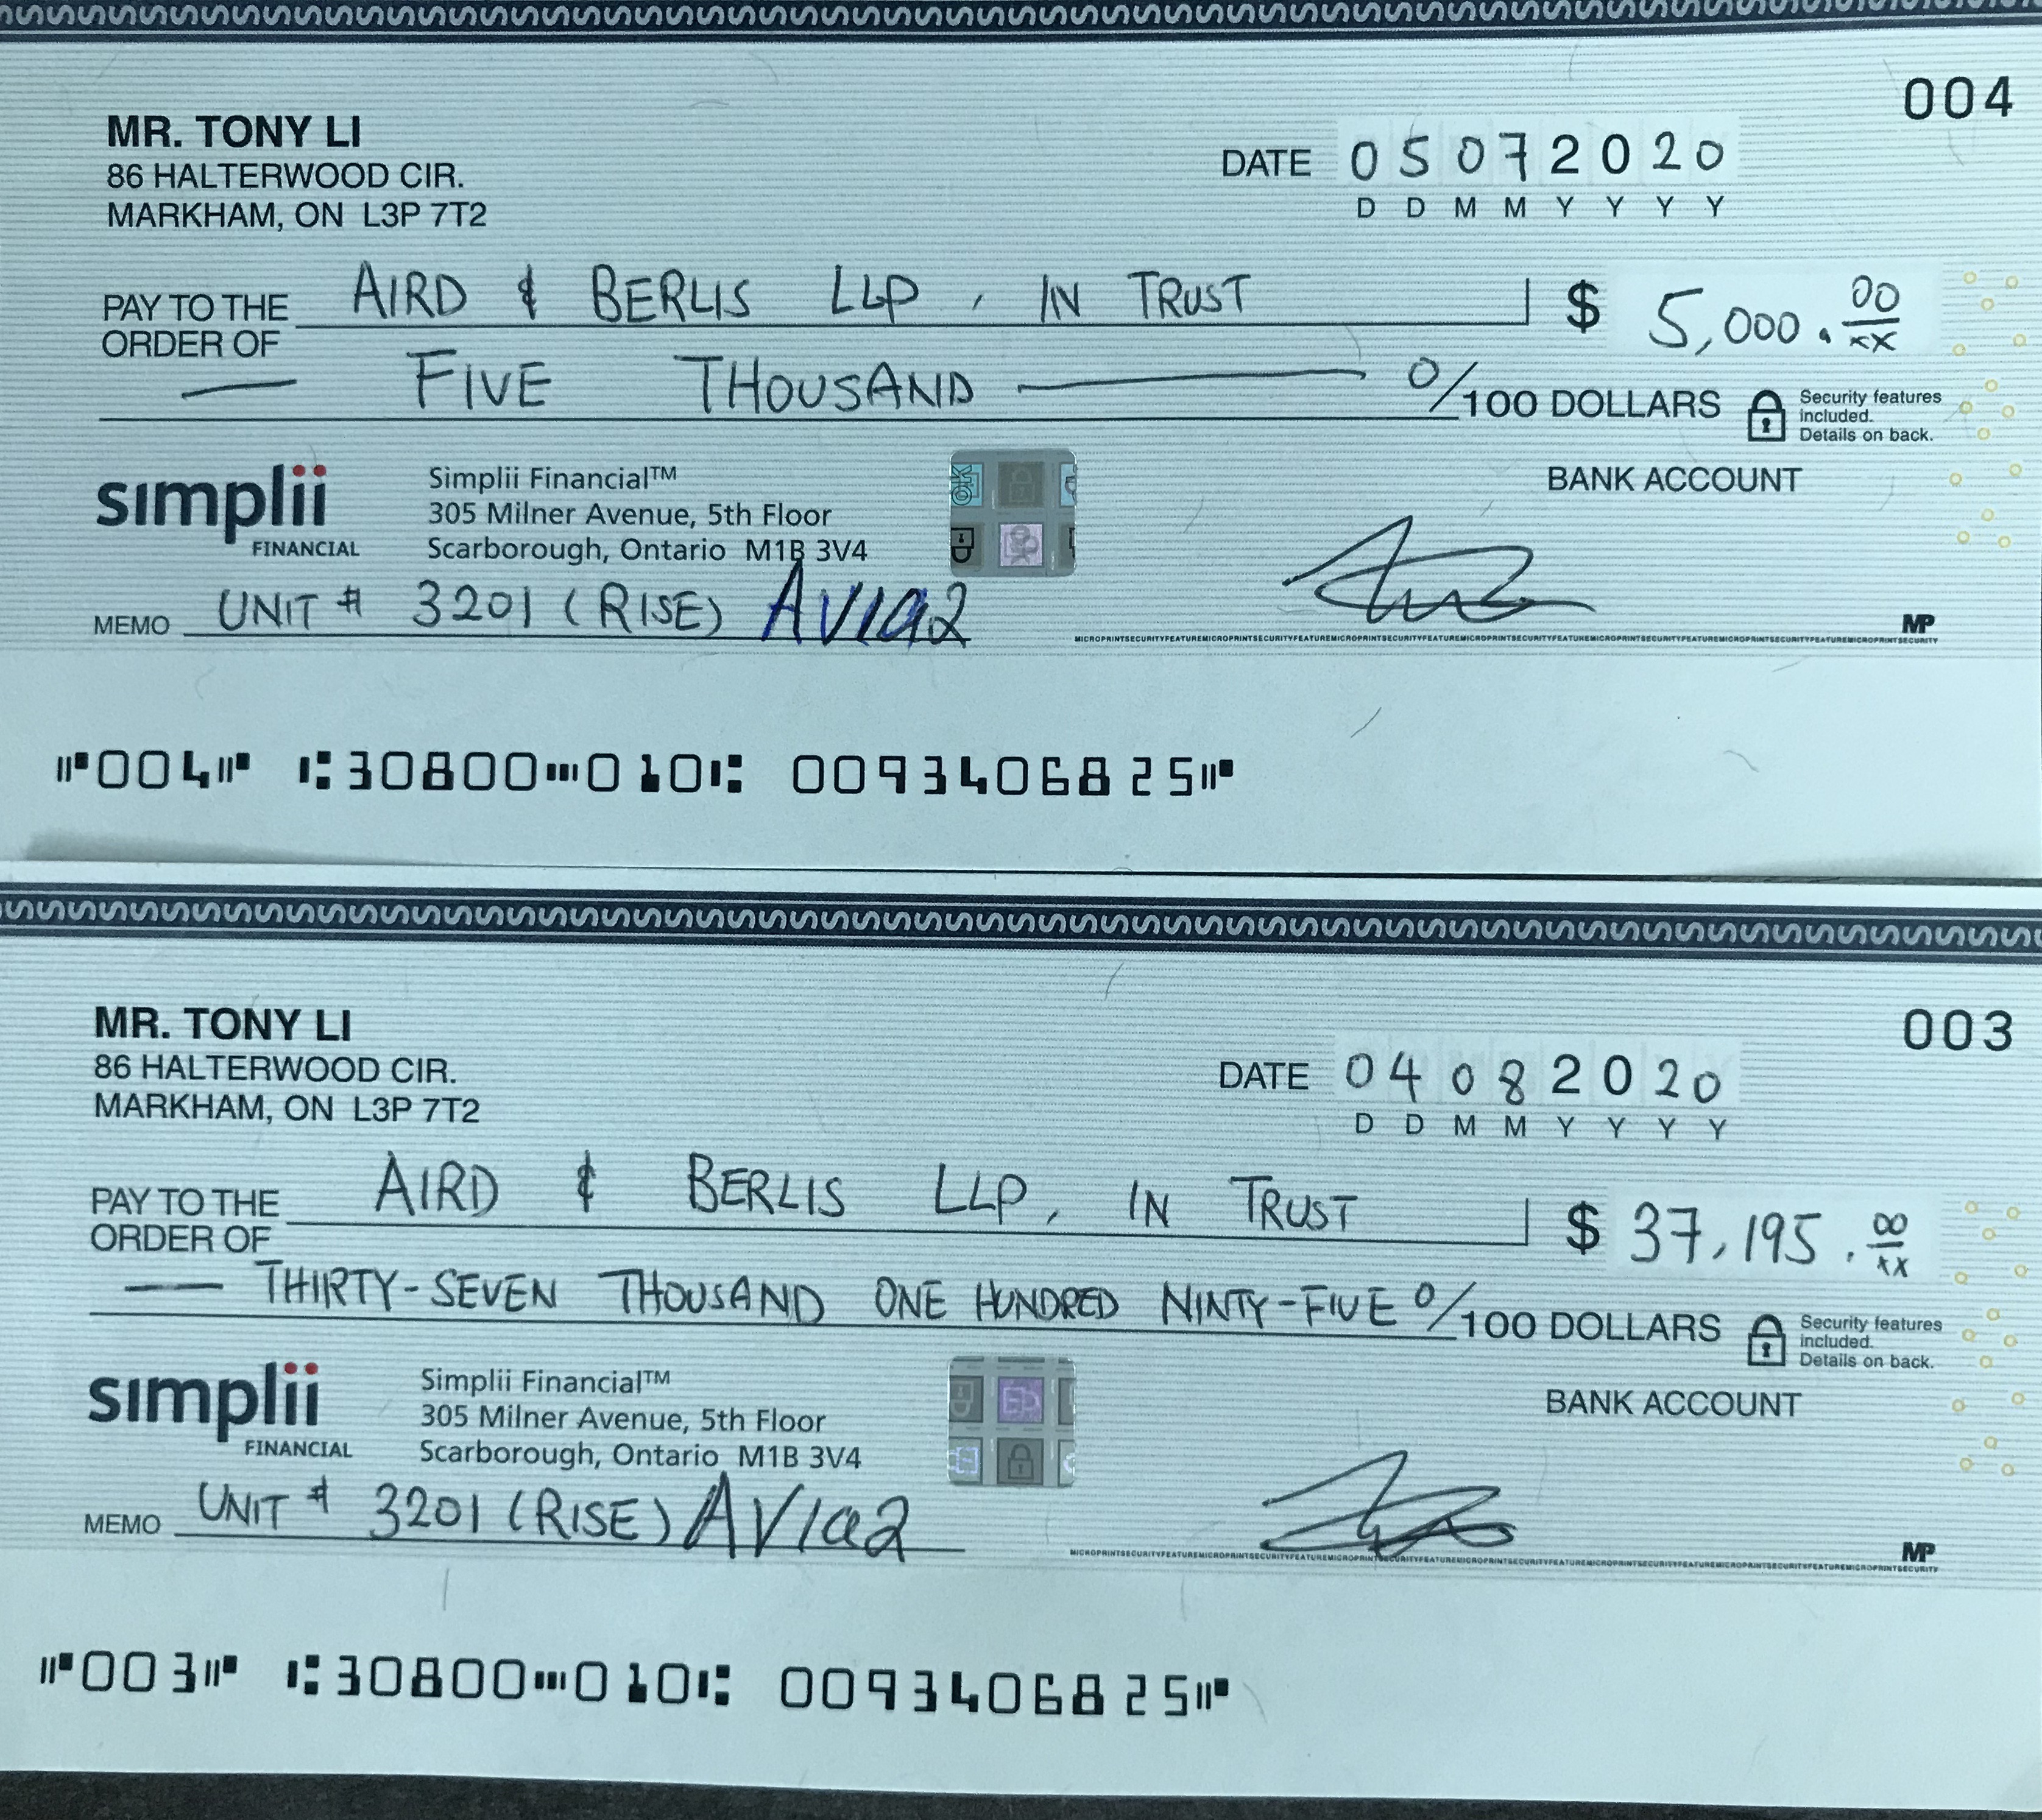 004
MR. TONY LI
86 HALTERWOOD CIR.
MARKHAM, ON L3P 7T2
DATE 05072020
D D M M Y Y Y Y
PAY TO THE ORDER OF AIRD & BERLIS LLP, IN TRUST $ 5,000.00/xx
FIVE THOUSAND 0/100 DOLLARS
Security features
included.
Details on back.
simplii
FINANCIAL
Simplii Financial™
305 Milner Avenue, 5th Floor
Scarborough, Ontario M1B 3V4
BANK ACCOUNT
MEMO UNIT # 3201 (RISE) AVIA2
MP
004 30800 010 0093406825
003
MR. TONY LI
86 HALTERWOOD CIR.
MARKHAM, ON L3P 7T2
DATE 04082020
D D M M Y Y Y Y
PAY TO THE ORDER OF AIRD & BERLIS LLP, IN TRUST $ 37,195.00/xx
THIRTY-SEVEN THOUSAND ONE HUNDRED NINTY-FIVE 0/100 DOLLARS
Security features
included.
Details on back.
simplii
FINANCIAL
Simplii Financial™
305 Milner Avenue, 5th Floor
Scarborough, Ontario M1B 3V4
BANK ACCOUNT
MEMO UNIT # 3201 (RISE) AVIA2
MP
003 30800 010 0093406825